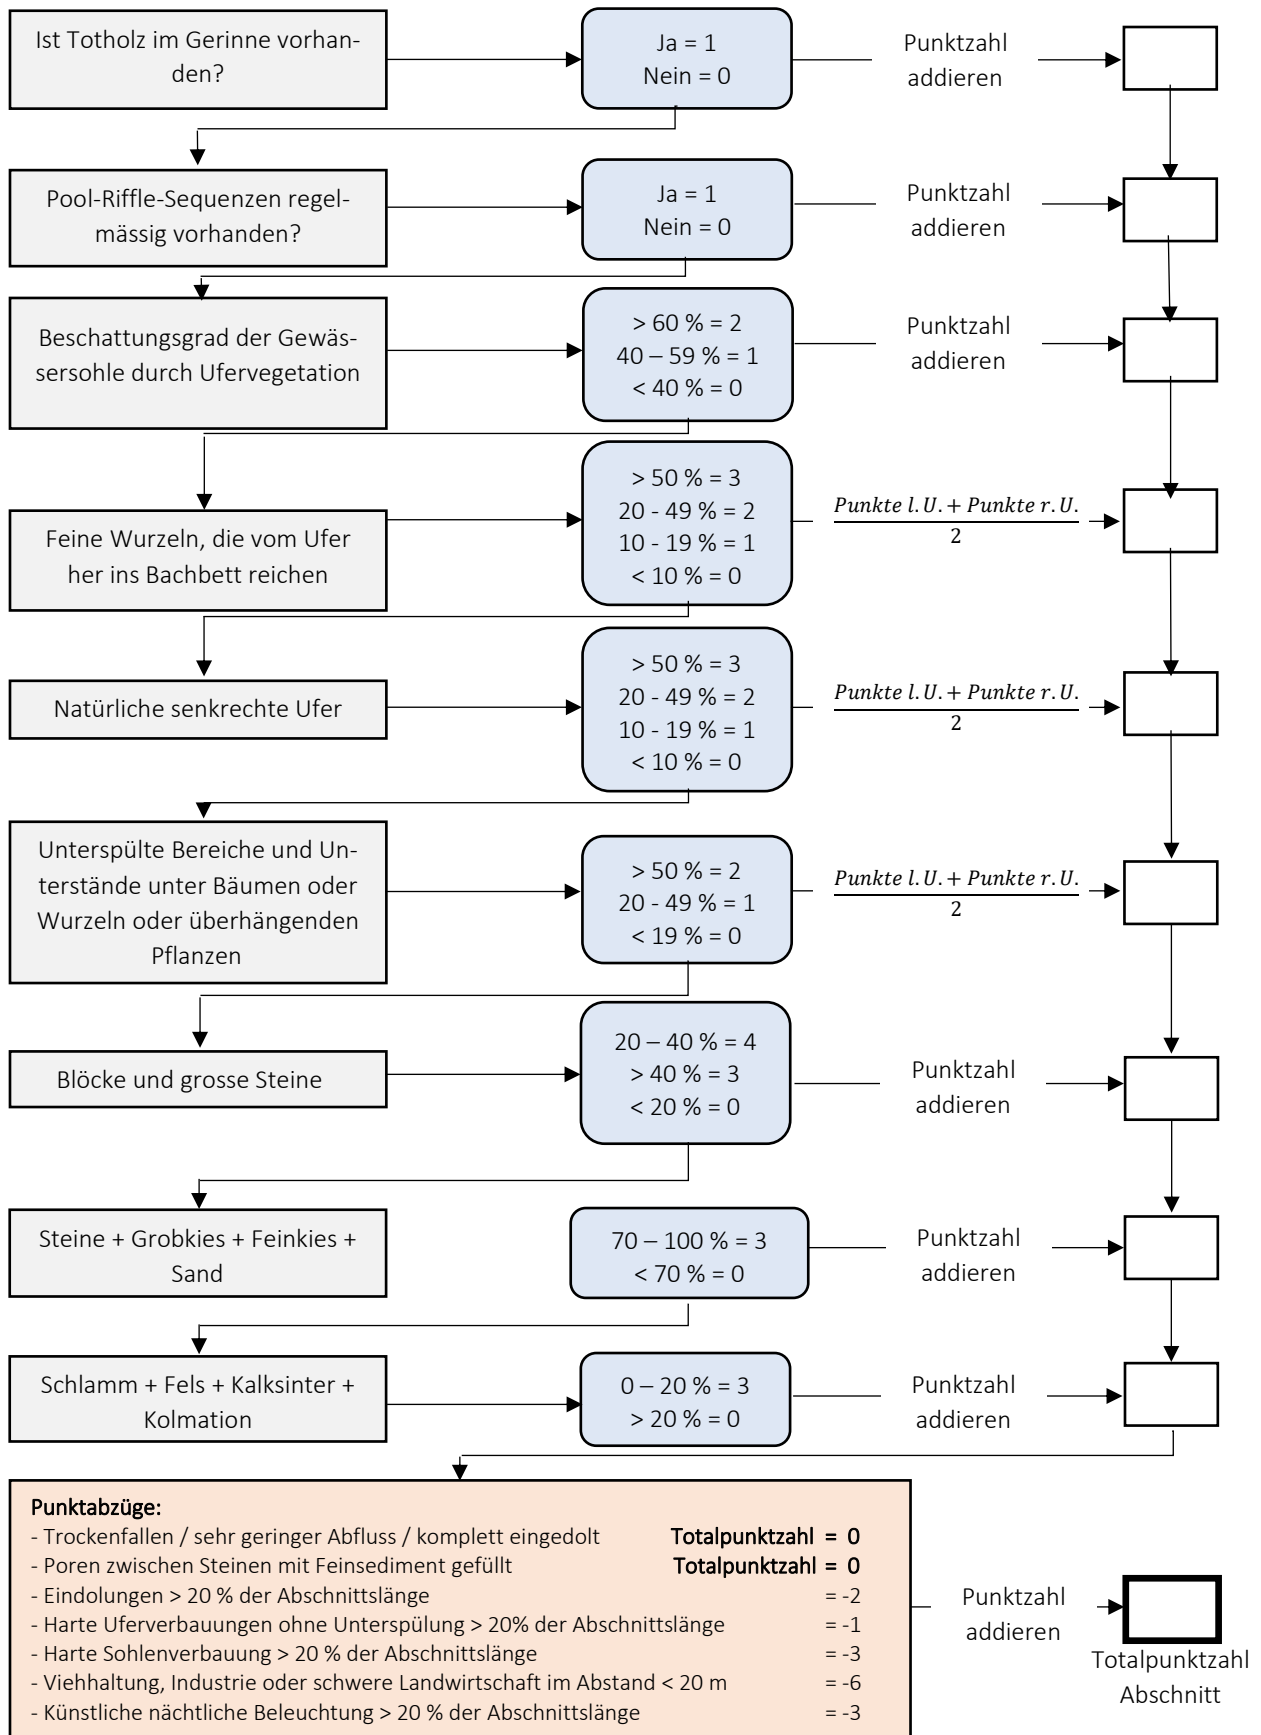 Ist Totholz im Gerinne vorhan-
den?
Ja = 1
Nein = 0
Punktzahl
addieren
Pool-Riffle-Sequenzen regel-
mässig vorhanden?
Ja = 1
Nein = 0
Punktzahl
addieren
Beschattungsgrad der Gewäs-
sersohle durch Ufervegetation
> 60 % = 2
40 – 59 % = 1
< 40 % = 0
Punktzahl
addieren
Feine Wurzeln, die vom Ufer
her ins Bachbett reichen
> 50 % = 3
20 - 49 % = 2
10 - 19 % = 1
< 10 % = 0
Punkte l.U. + Punkte r.U.
2
Natürliche senkrechte Ufer
> 50 % = 3
20 - 49 % = 2
10 - 19 % = 1
< 10 % = 0
Punkte l.U. + Punkte r.U.
2
Unterspülte Bereiche und Un-
terstände unter Bäumen oder
Wurzeln oder überhängenden
Pflanzen
> 50 % = 2
20 - 49 % = 1
< 19 % = 0
Punkte l.U. + Punkte r.U.
2
Blöcke und grosse Steine
20 – 40 % = 4
> 40 % = 3
< 20 % = 0
Punktzahl
addieren
Steine + Grobkies + Feinkies +
Sand
70 – 100 % = 3
< 70 % = 0
Punktzahl
addieren
Schlamm + Fels + Kalksinter +
Kolmation
0 – 20 % = 3
> 20 % = 0
Punktzahl
addieren
Punktabzüge:
- Trockenfallen / sehr geringer Abfluss / komplett eingedolt Totalpunktzahl = 0
- Poren zwischen Steinen mit Feinsediment gefüllt Totalpunktzahl = 0
- Eindolungen > 20 % der Abschnittslänge = -2
- Harte Uferverbauungen ohne Unterspülung > 20% der Abschnittslänge = -1
- Harte Sohlenverbauung > 20 % der Abschnittslänge = -3
- Viehhaltung, Industrie oder schwere Landwirtschaft im Abstand < 20 m = -6
- Künstliche nächtliche Beleuchtung > 20 % der Abschnittslänge = -3
Punktzahl
addieren
Totalpunktzahl
Abschnitt